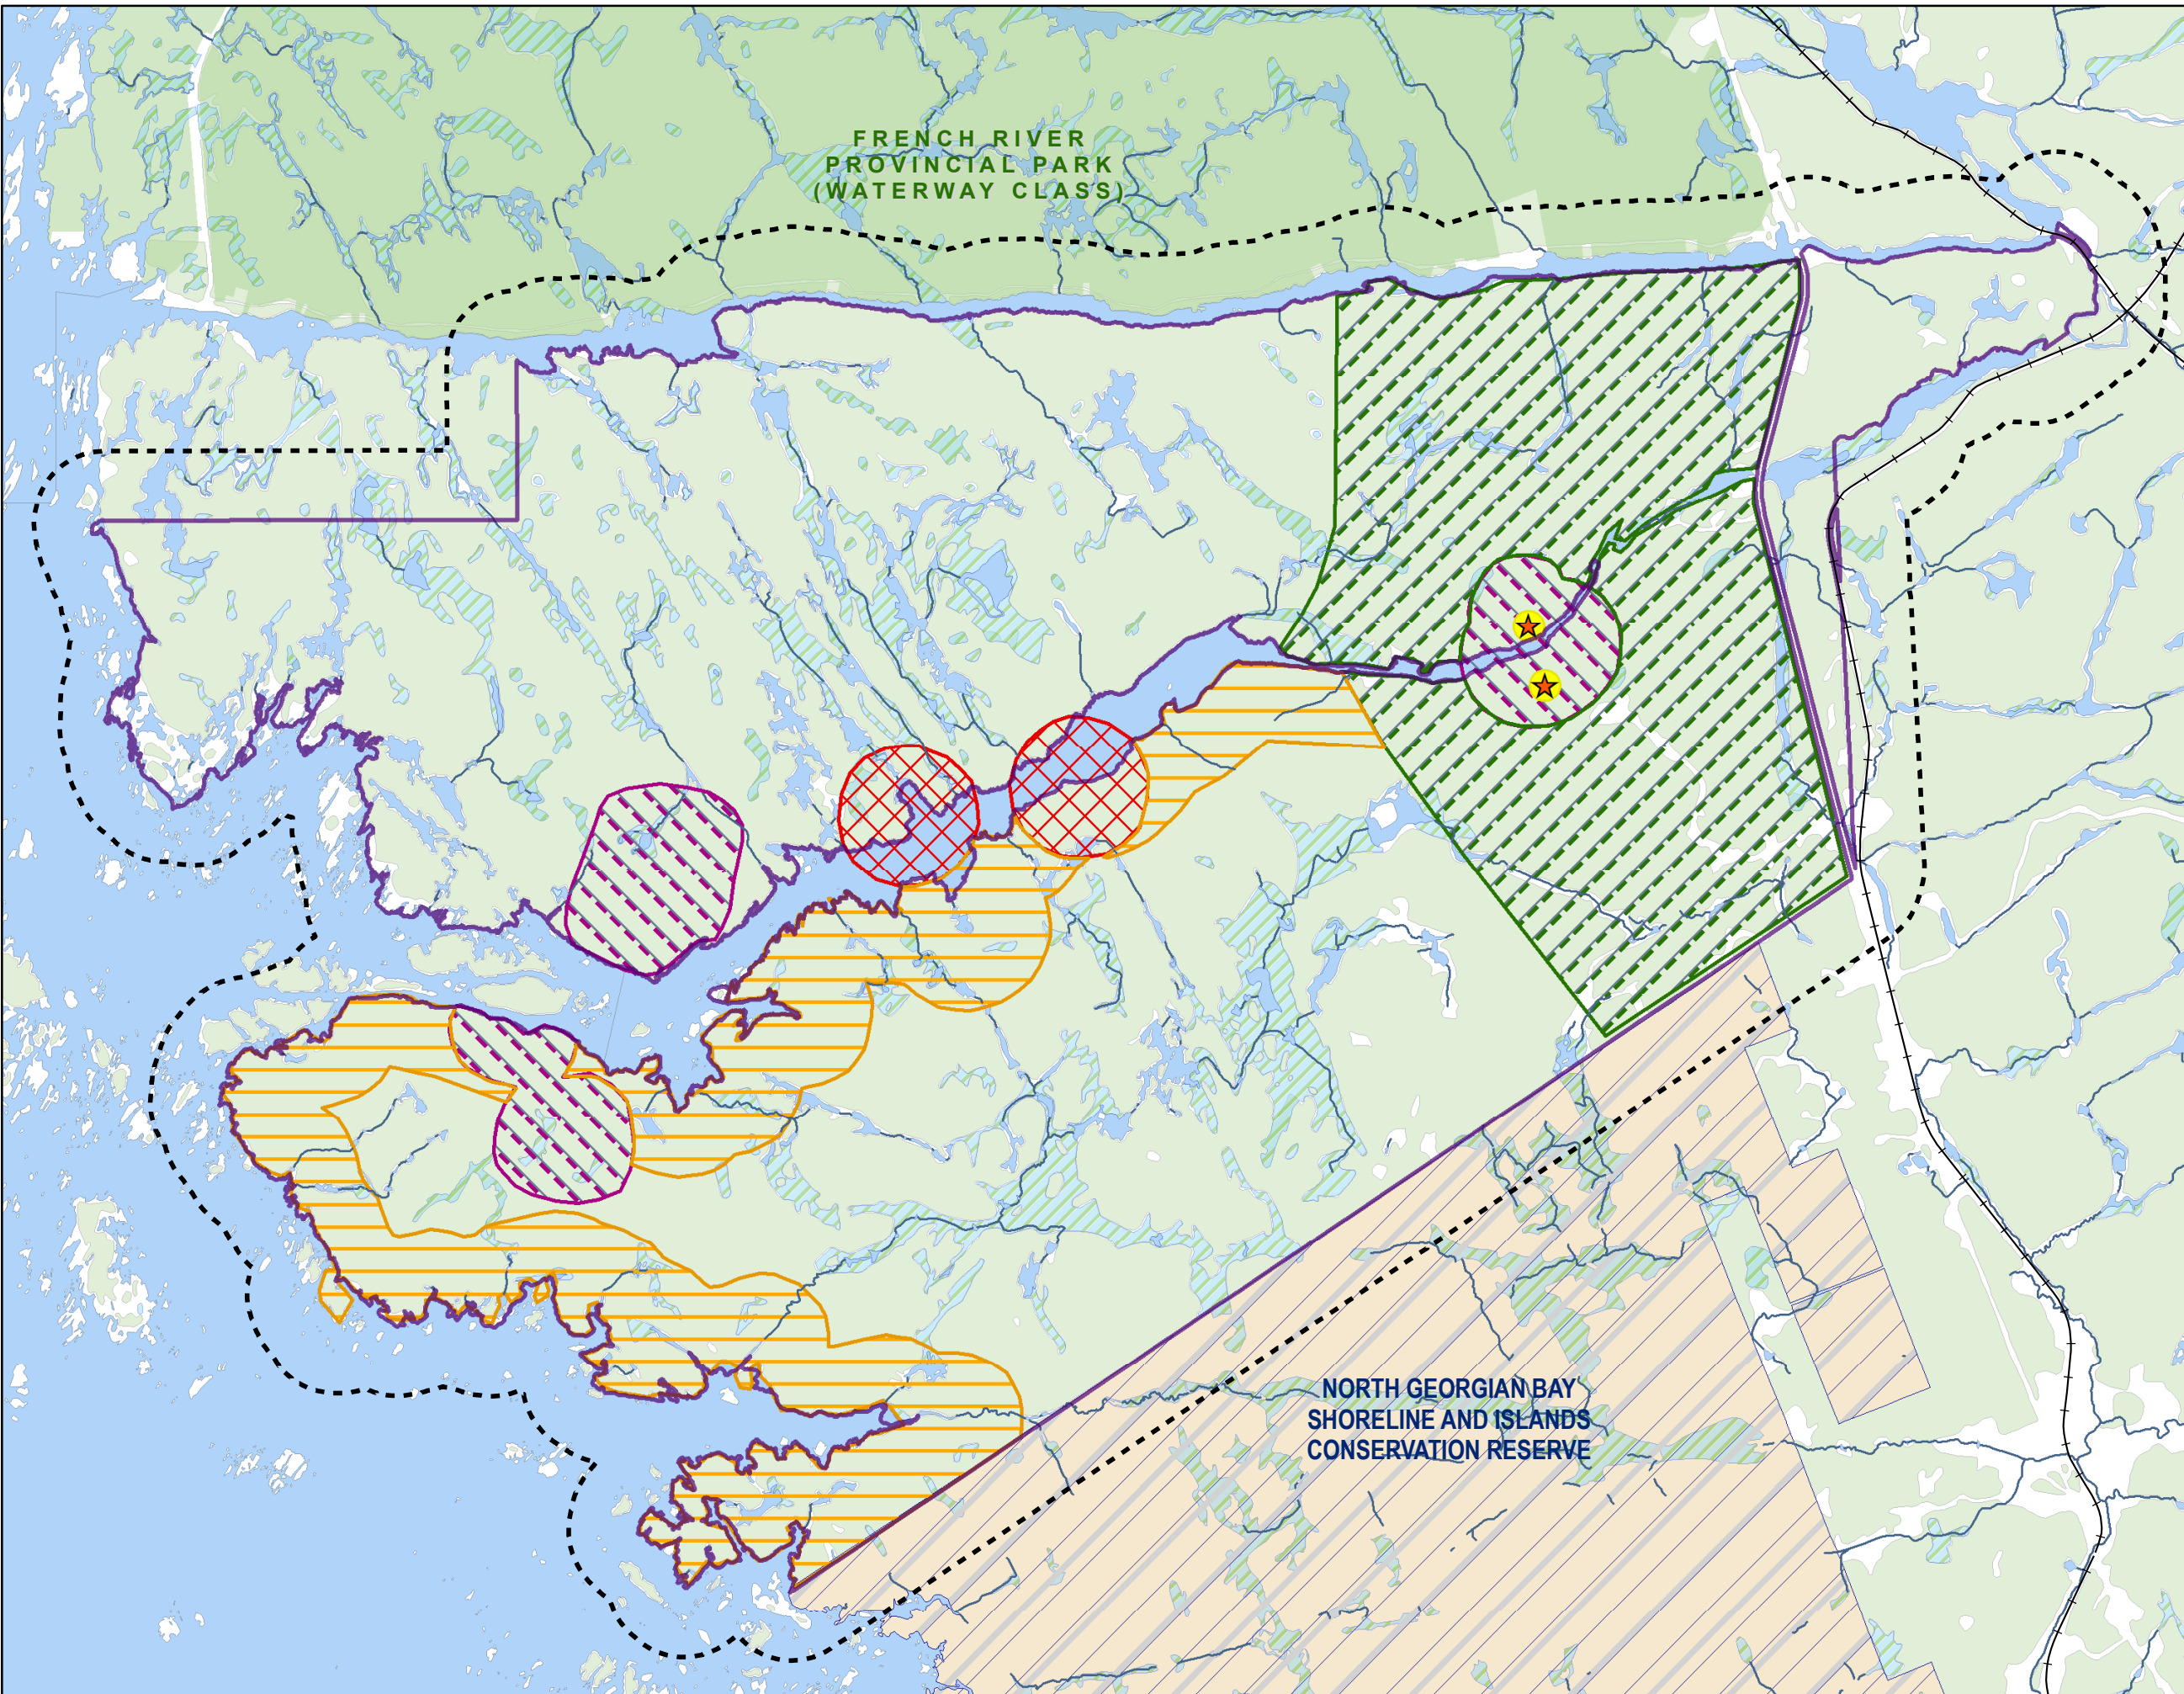 FRENCH RIVER
PROVINCIAL PARK
(WATERWAY CLASS)
NORTH GEORGIAN BAY
SHORELINE AND ISLANDS
CONSERVATION RESERVE